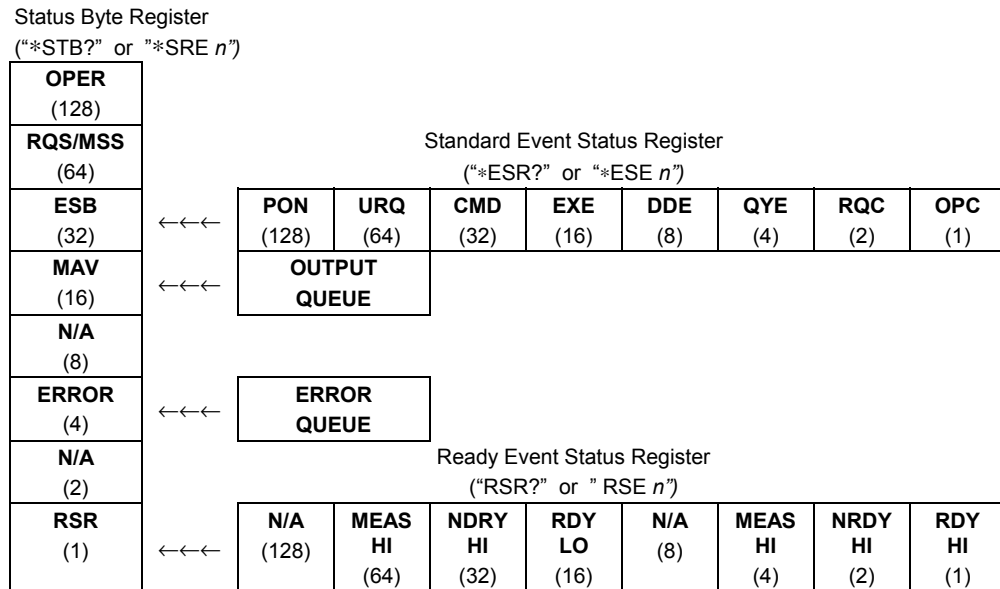 Status Byte Register
(“*STB?” or ”*SRE n”)
OPER
(128)
RQS/MSS
(64)
Standard Event Status Register
(“*ESR?” or “*ESE n”)
ESB
(32)
←←←
PON
(128)
URQ
(64)
CMD
(32)
EXE
(16)
DDE
(8)
QYE
(4)
RQC
(2)
OPC
(1)
MAV
(16)
←←←
OUTPUT
QUEUE
N/A
(8)
ERROR
(4)
←←←
ERROR
QUEUE
N/A
(2)
Ready Event Status Register
(“RSR?” or ” RSE n”)
RSR
(1)
←←←
N/A
(128)
MEAS
HI
(64)
NDRY
HI
(32)
RDY
LO
(16)
N/A
(8)
MEAS
HI
(4)
NRDY
HI
(2)
RDY
HI
(1)